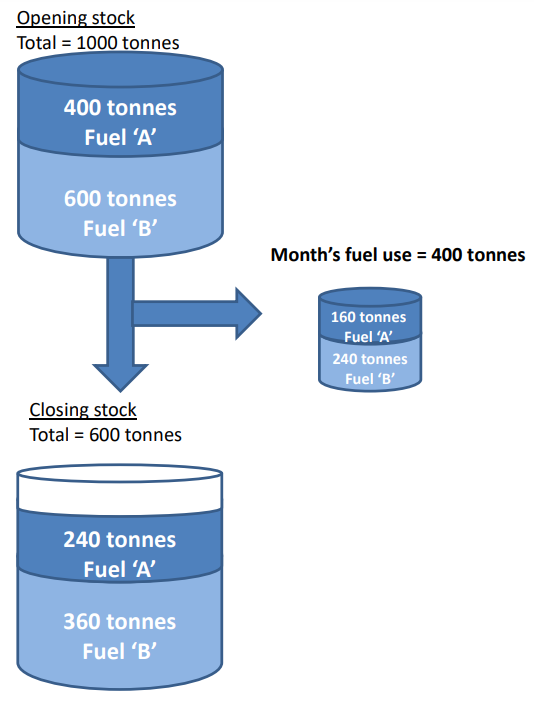 Opening stock
Total = 1000 tonnes
400 tonnes
Fuel ‘A’
600 tonnes
Fuel ‘B’
Month’s fuel use = 400 tonnes
160 tonnes
Fuel ‘A’
240 tonnes
Fuel ‘B’
Closing stock
Total = 600 tonnes
240 tonnes
Fuel ‘A’
360 tonnes
Fuel ‘B’